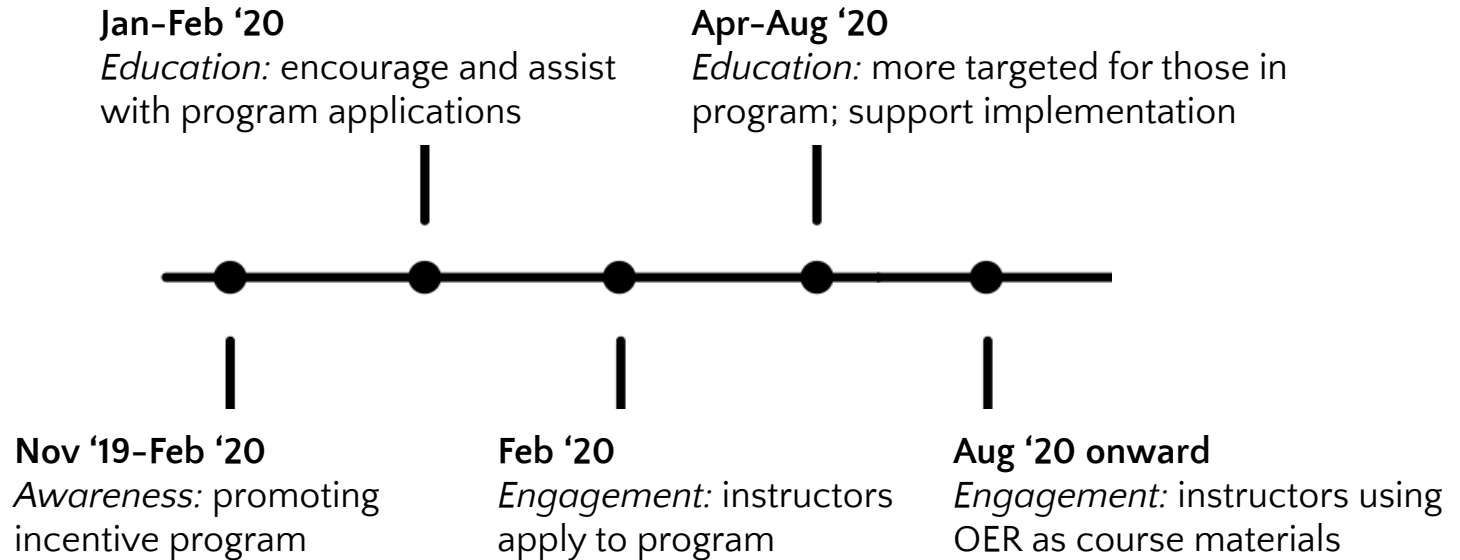 Jan-Feb ‘20
Education: encourage and assist
with program applications
Apr-Aug ‘20
Education: more targeted for those in
program; support implementation
Nov ‘19-Feb ‘20
Awareness: promoting
incentive program
Feb ‘20
Engagement: instructors
apply to program
Aug ‘20 onward
Engagement: instructors using
OER as course materials